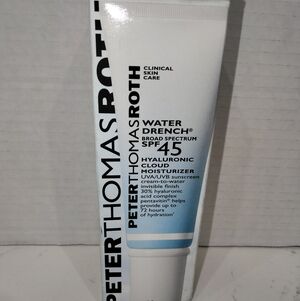 PETERTHOMASROTH
PETERTHOMASROTH
CLINICAL
SKIN
CARE
WATER
DRENCH®
BROAD SPECTRUM
SPF 45
HYALURONIC
CLOUD
MOISTURIZER
UVA/UVB sunscreen
cream-to-water
invisible finish
30% hyaluronic
acid complex
pentavitin® helps
provide up to
72 hours
of hydration